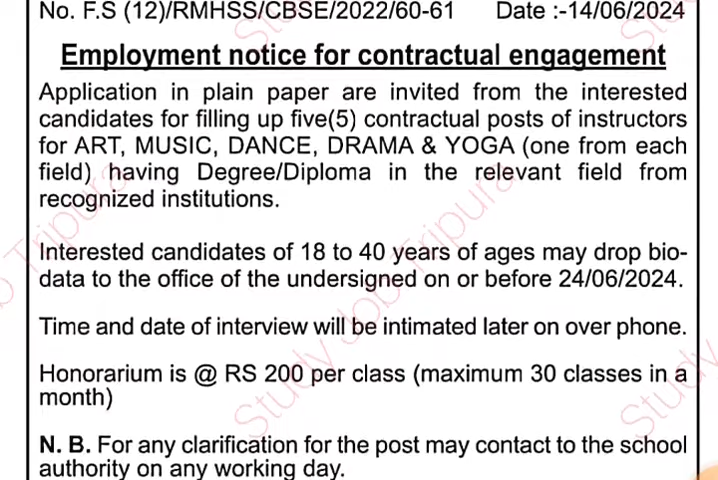 No. F.S (12)/RMHSS/CBSE/2022/60-61 Date :-14/06/2024
Employment notice for contractual engagement
Application in plain paper are invited from the interested
candidates for filling up five(5) contractual posts of instructors
for ART, MUSIC, DANCE, DRAMA & YOGA (one from each
field) having Degree/Diploma in the relevant field from
recognized institutions.
Interested candidates of 18 to 40 years of ages may drop bio-
data to the office of the undersigned on or before 24/06/2024.
Time and date of interview will be intimated later on over phone.
Honorarium is @ RS 200 per class (maximum 30 classes in a
month)
N. B. For any clarification for the post may contact to the school
authority on any working day.
Study Job Tripura